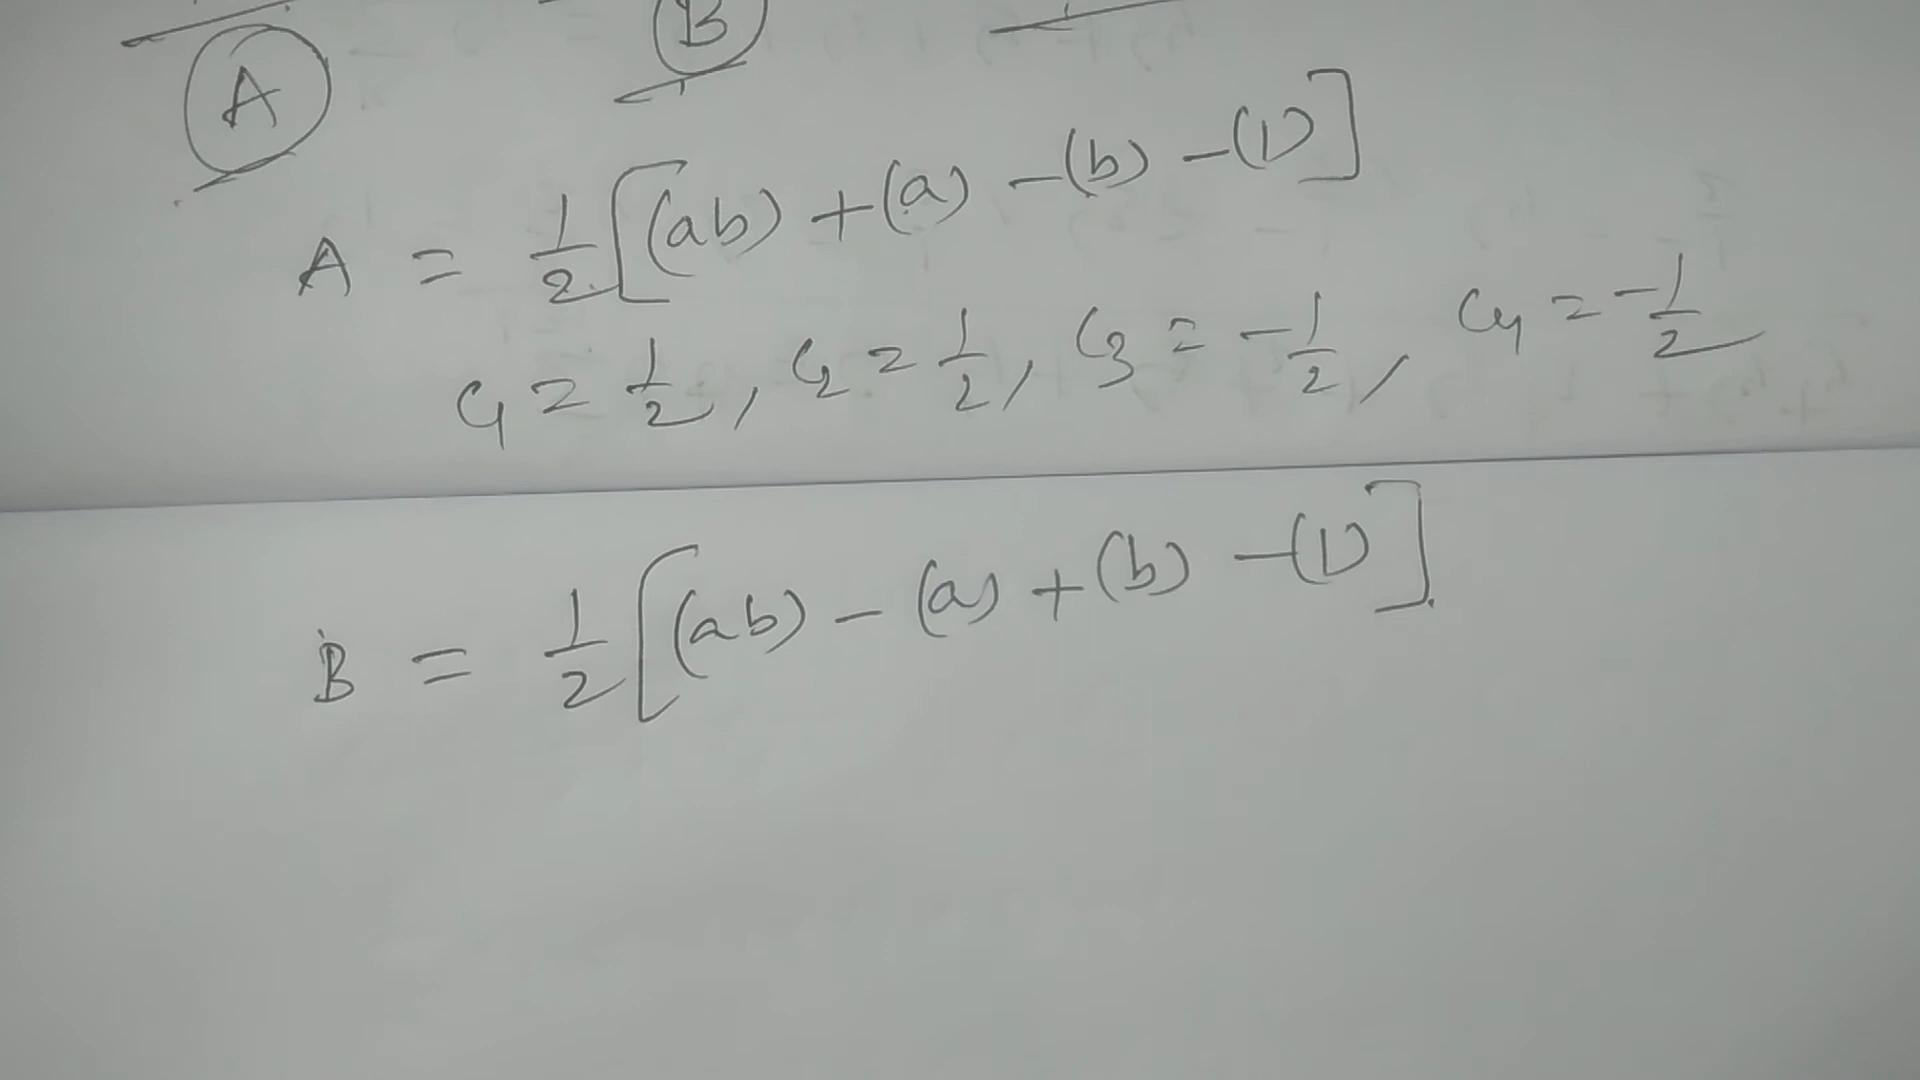 B
A
A = 1/2 [(ab) + (a) - (b) - (1)]
C1 = 1/2, C2 = 1/2, C3 = -1/2, C4 = -1/2
B = 1/2 [(ab) - (a) + (b) - (1)].